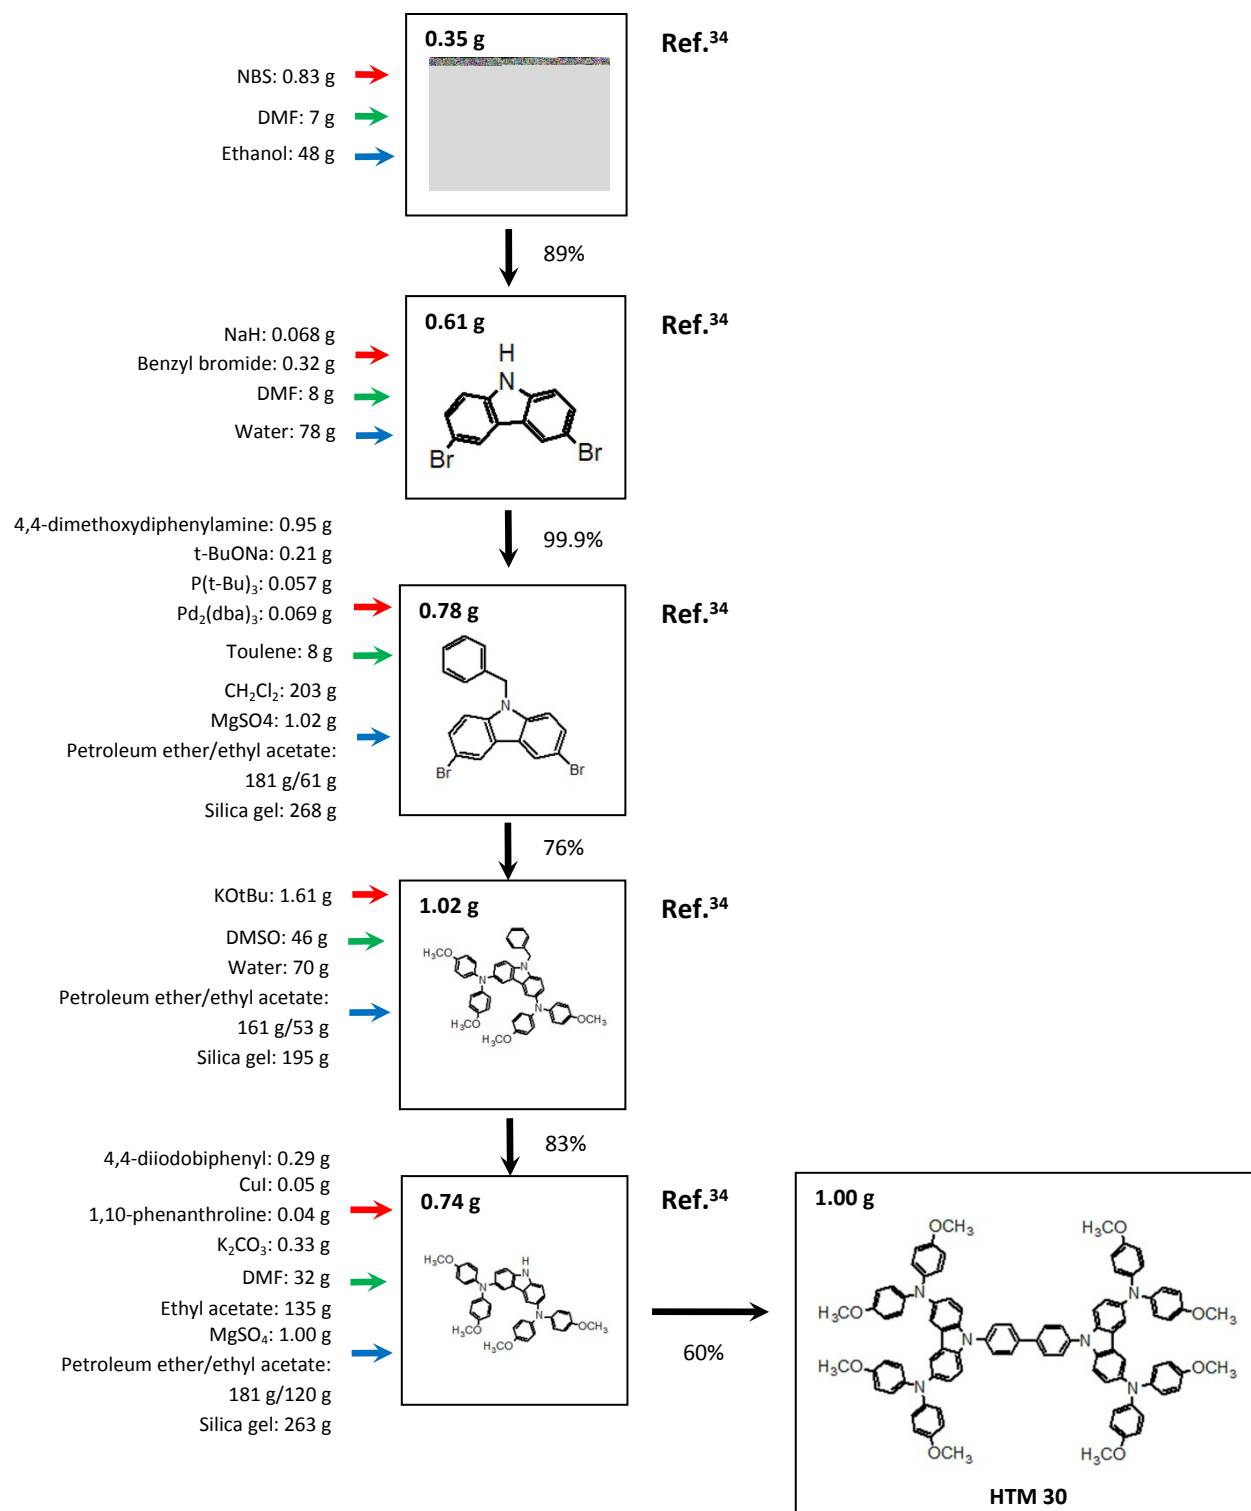 0.35 g
Ref.34
NBS: 0.83 g
DMF: 7 g
Ethanol: 48 g
89%
0.61 g
Ref.34
NaH: 0.068 g
Benzyl bromide: 0.32 g
DMF: 8 g
Water: 78 g
H
N
Br
Br
4,4-dimethoxydiphenylamine: 0.95 g
99.9%
t-BuONa: 0.21 g
P(t-Bu)3: 0.057 g
Pd2(dba)3: 0.069 g
0.78 g
Ref.34
Toulene: 8 g
CH2Cl2: 203 g
MgSO4: 1.02 g
Petroleum ether/ethyl acetate:
181 g/61 g
Silica gel: 268 g
N
Br
Br
76%
KOtBu: 1.61 g
1.02 g
Ref.34
DMSO: 46 g
Water: 70 g
Petroleum ether/ethyl acetate:
161 g/53 g
Silica gel: 195 g
H3CO
N
N
H3CO
N
OCH3
H3CO
83%
4,4-diiodobiphenyl: 0.29 g
CuI: 0.05 g
1,10-phenanthroline: 0.04 g
K2CO3: 0.33 g
DMF: 32 g
Ethyl acetate: 135 g
MgSO4: 1.00 g
Petroleum ether/ethyl acetate:
181 g/120 g
Silica gel: 263 g
0.74 g
Ref.34
H
N
H3CO
N
H3CO
N
OCH3
H3CO
60%
1.00 g
OCH3
H3CO
N
N
H3CO
OCH3
N
N
H3CO
OCH3
N
N
OCH3
H3CO
HTM 30